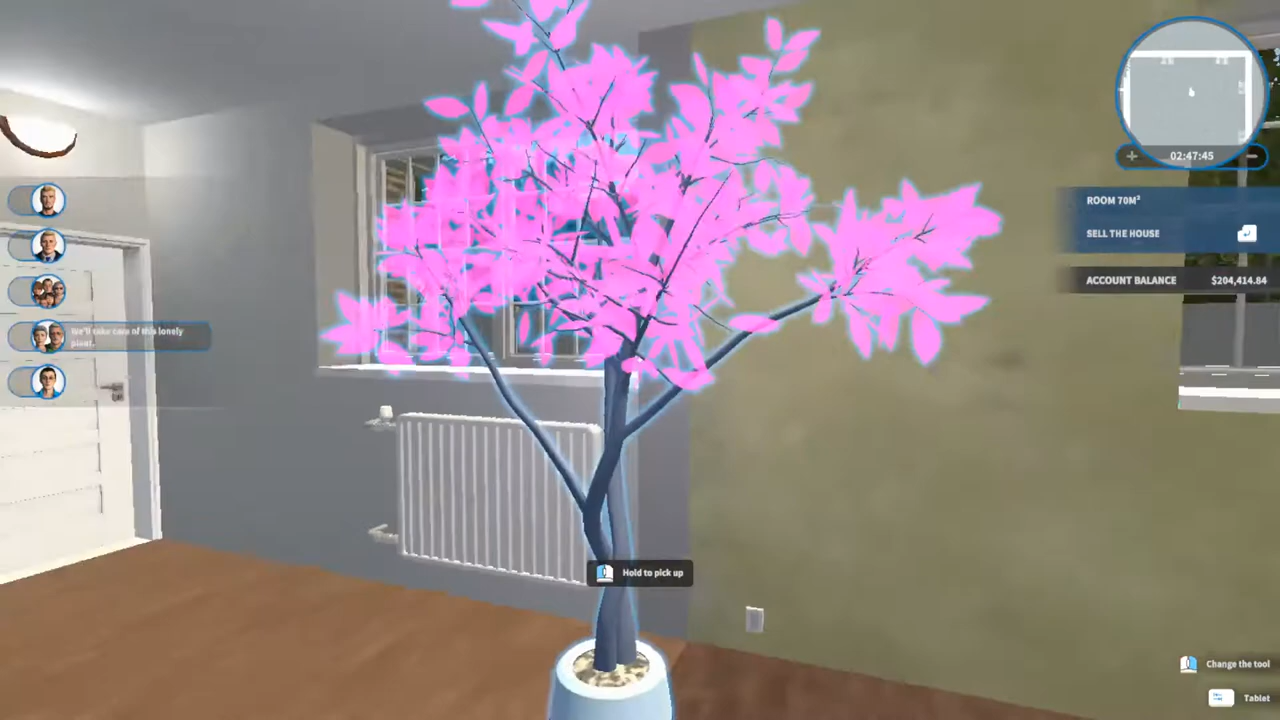 02:47:45
ROOM 70M²
SELL THE HOUSE
ACCOUNT BALANCE $204,414.84
We'll take care of this lonely
plant.
Hold to pick up
Change the tool
Tablet